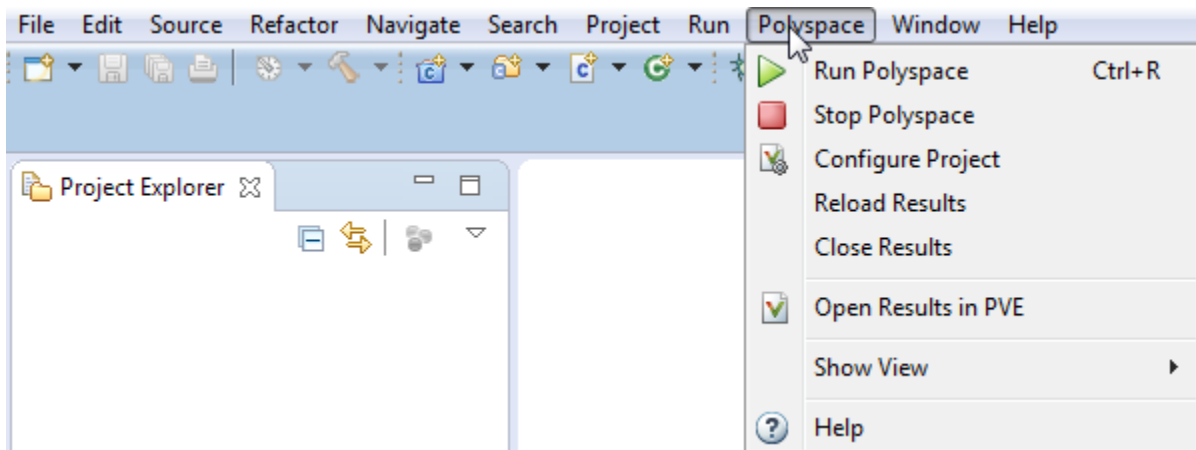 File Edit Source Refactor Navigate Search Project Run Polyspace Window Help
Run Polyspace Ctrl+R
Stop Polyspace
Configure Project
Project Explorer
Reload Results
Close Results
Open Results in PVE
Show View
Help